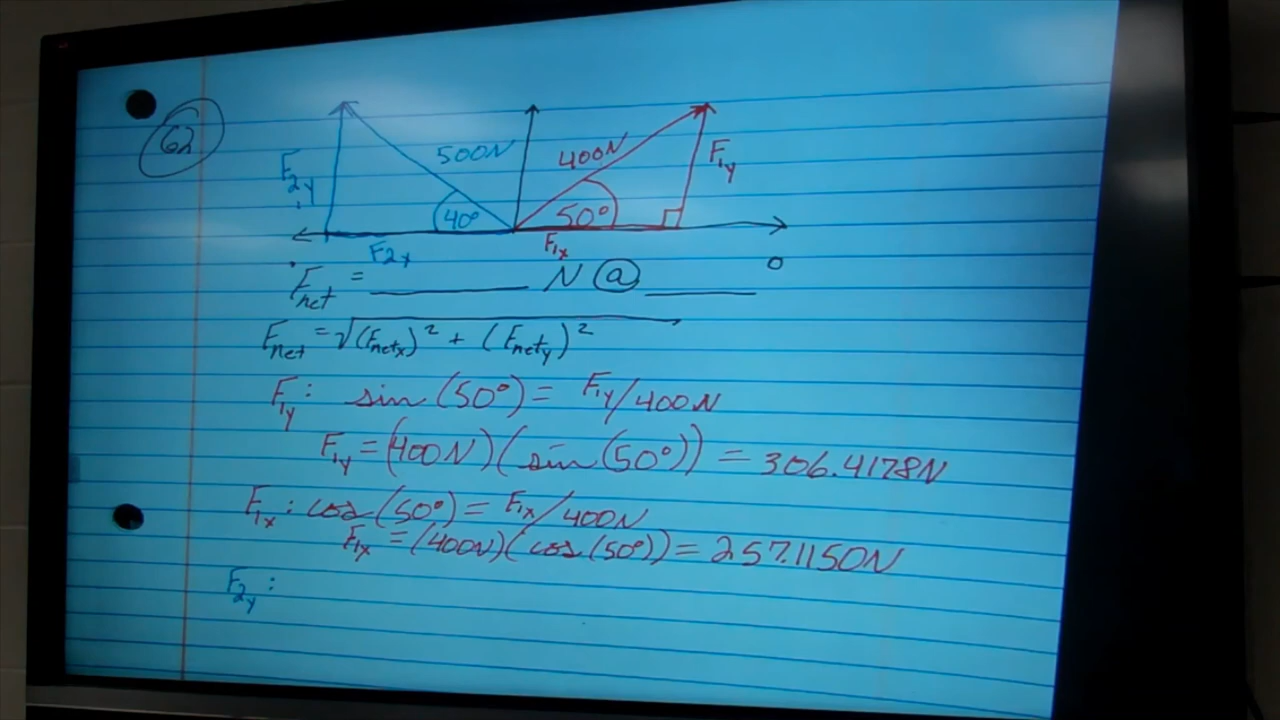 62
500N 400N
F2y F1y
40° 50°
F2x F1x
Fnet = ________ N @ ______ °
Fnet = √(Fnetx)² + (Fnety)²
F1y: sin(50°) = F1y/400N
F1y = (400N)(sin(50°)) = 306.4178N
F1x: cos(50°) = F1x/400N
F1x = (400N)(cos(50°)) = 257.1150N
F2y: